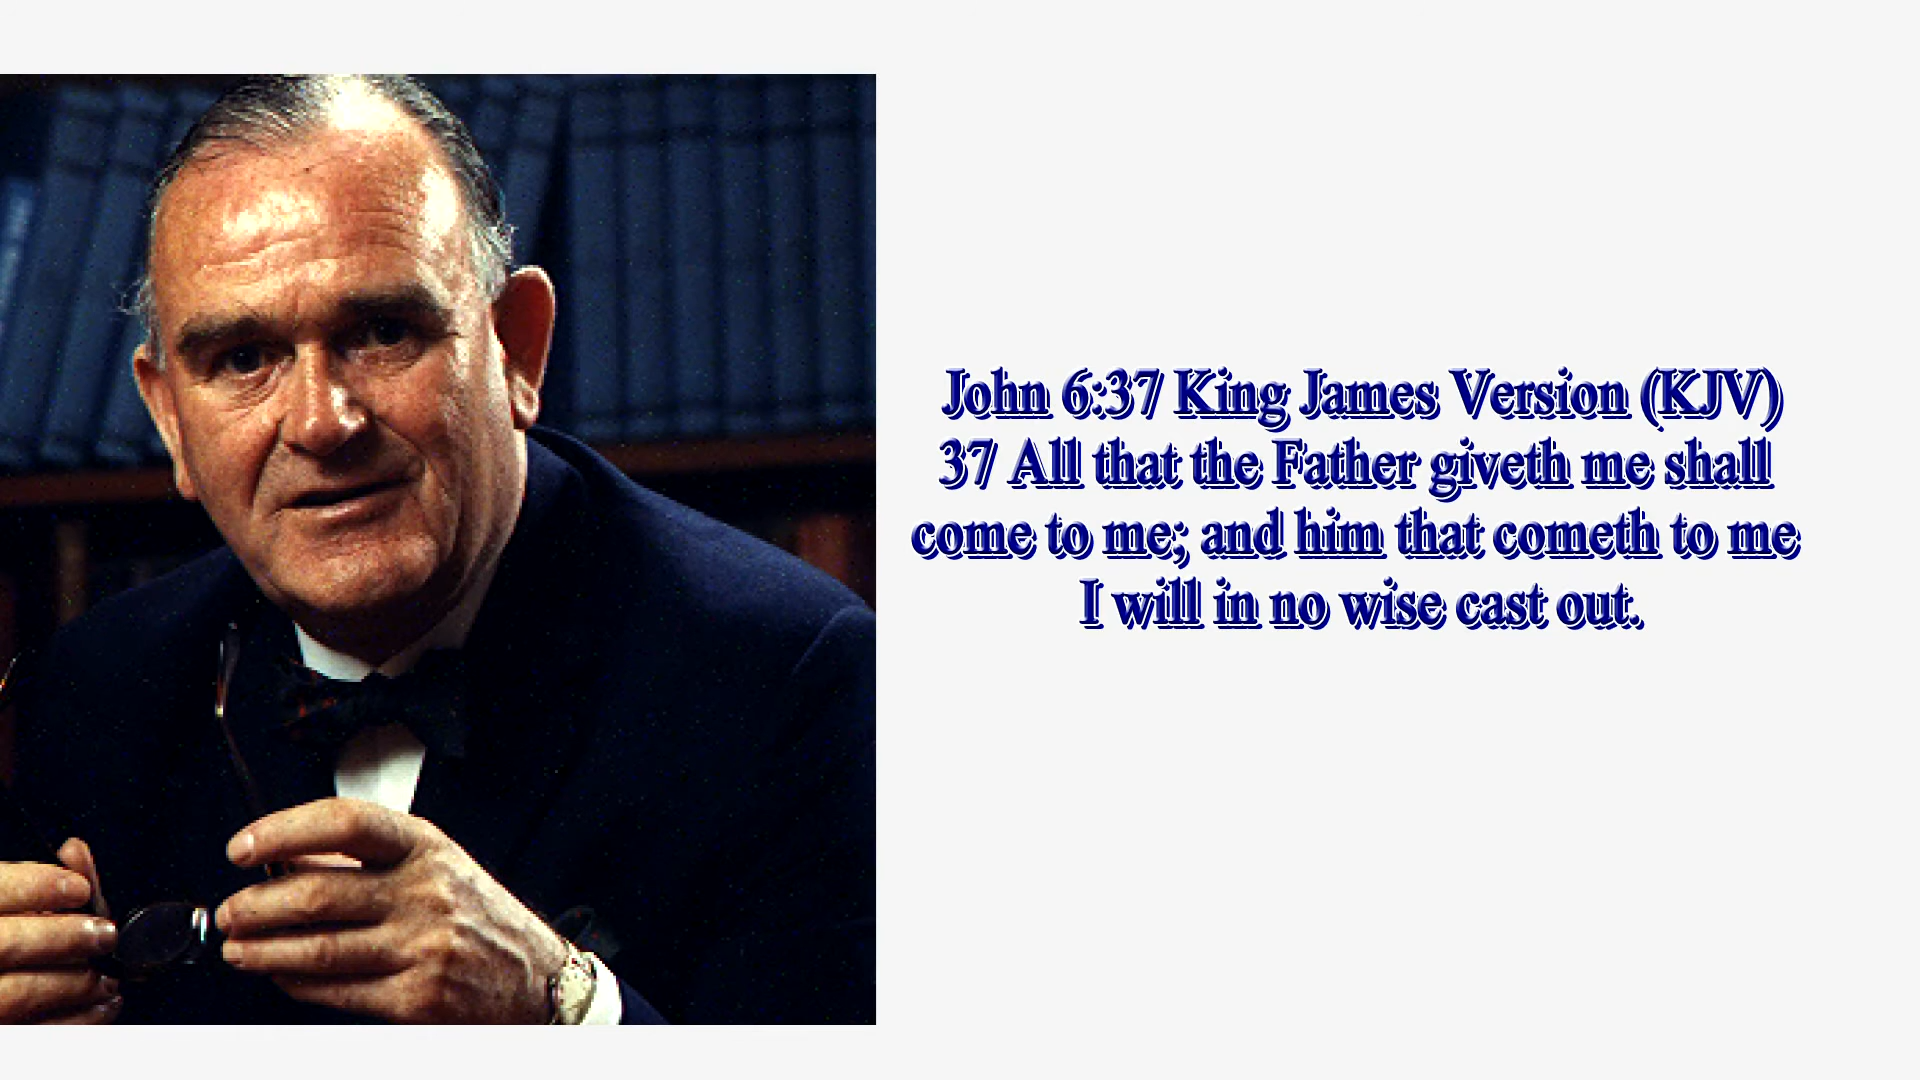 John 6:37 King James Version (KJV)
37 All that the Father giveth me shall
come to me; and him that cometh to me
I will in no wise cast out.